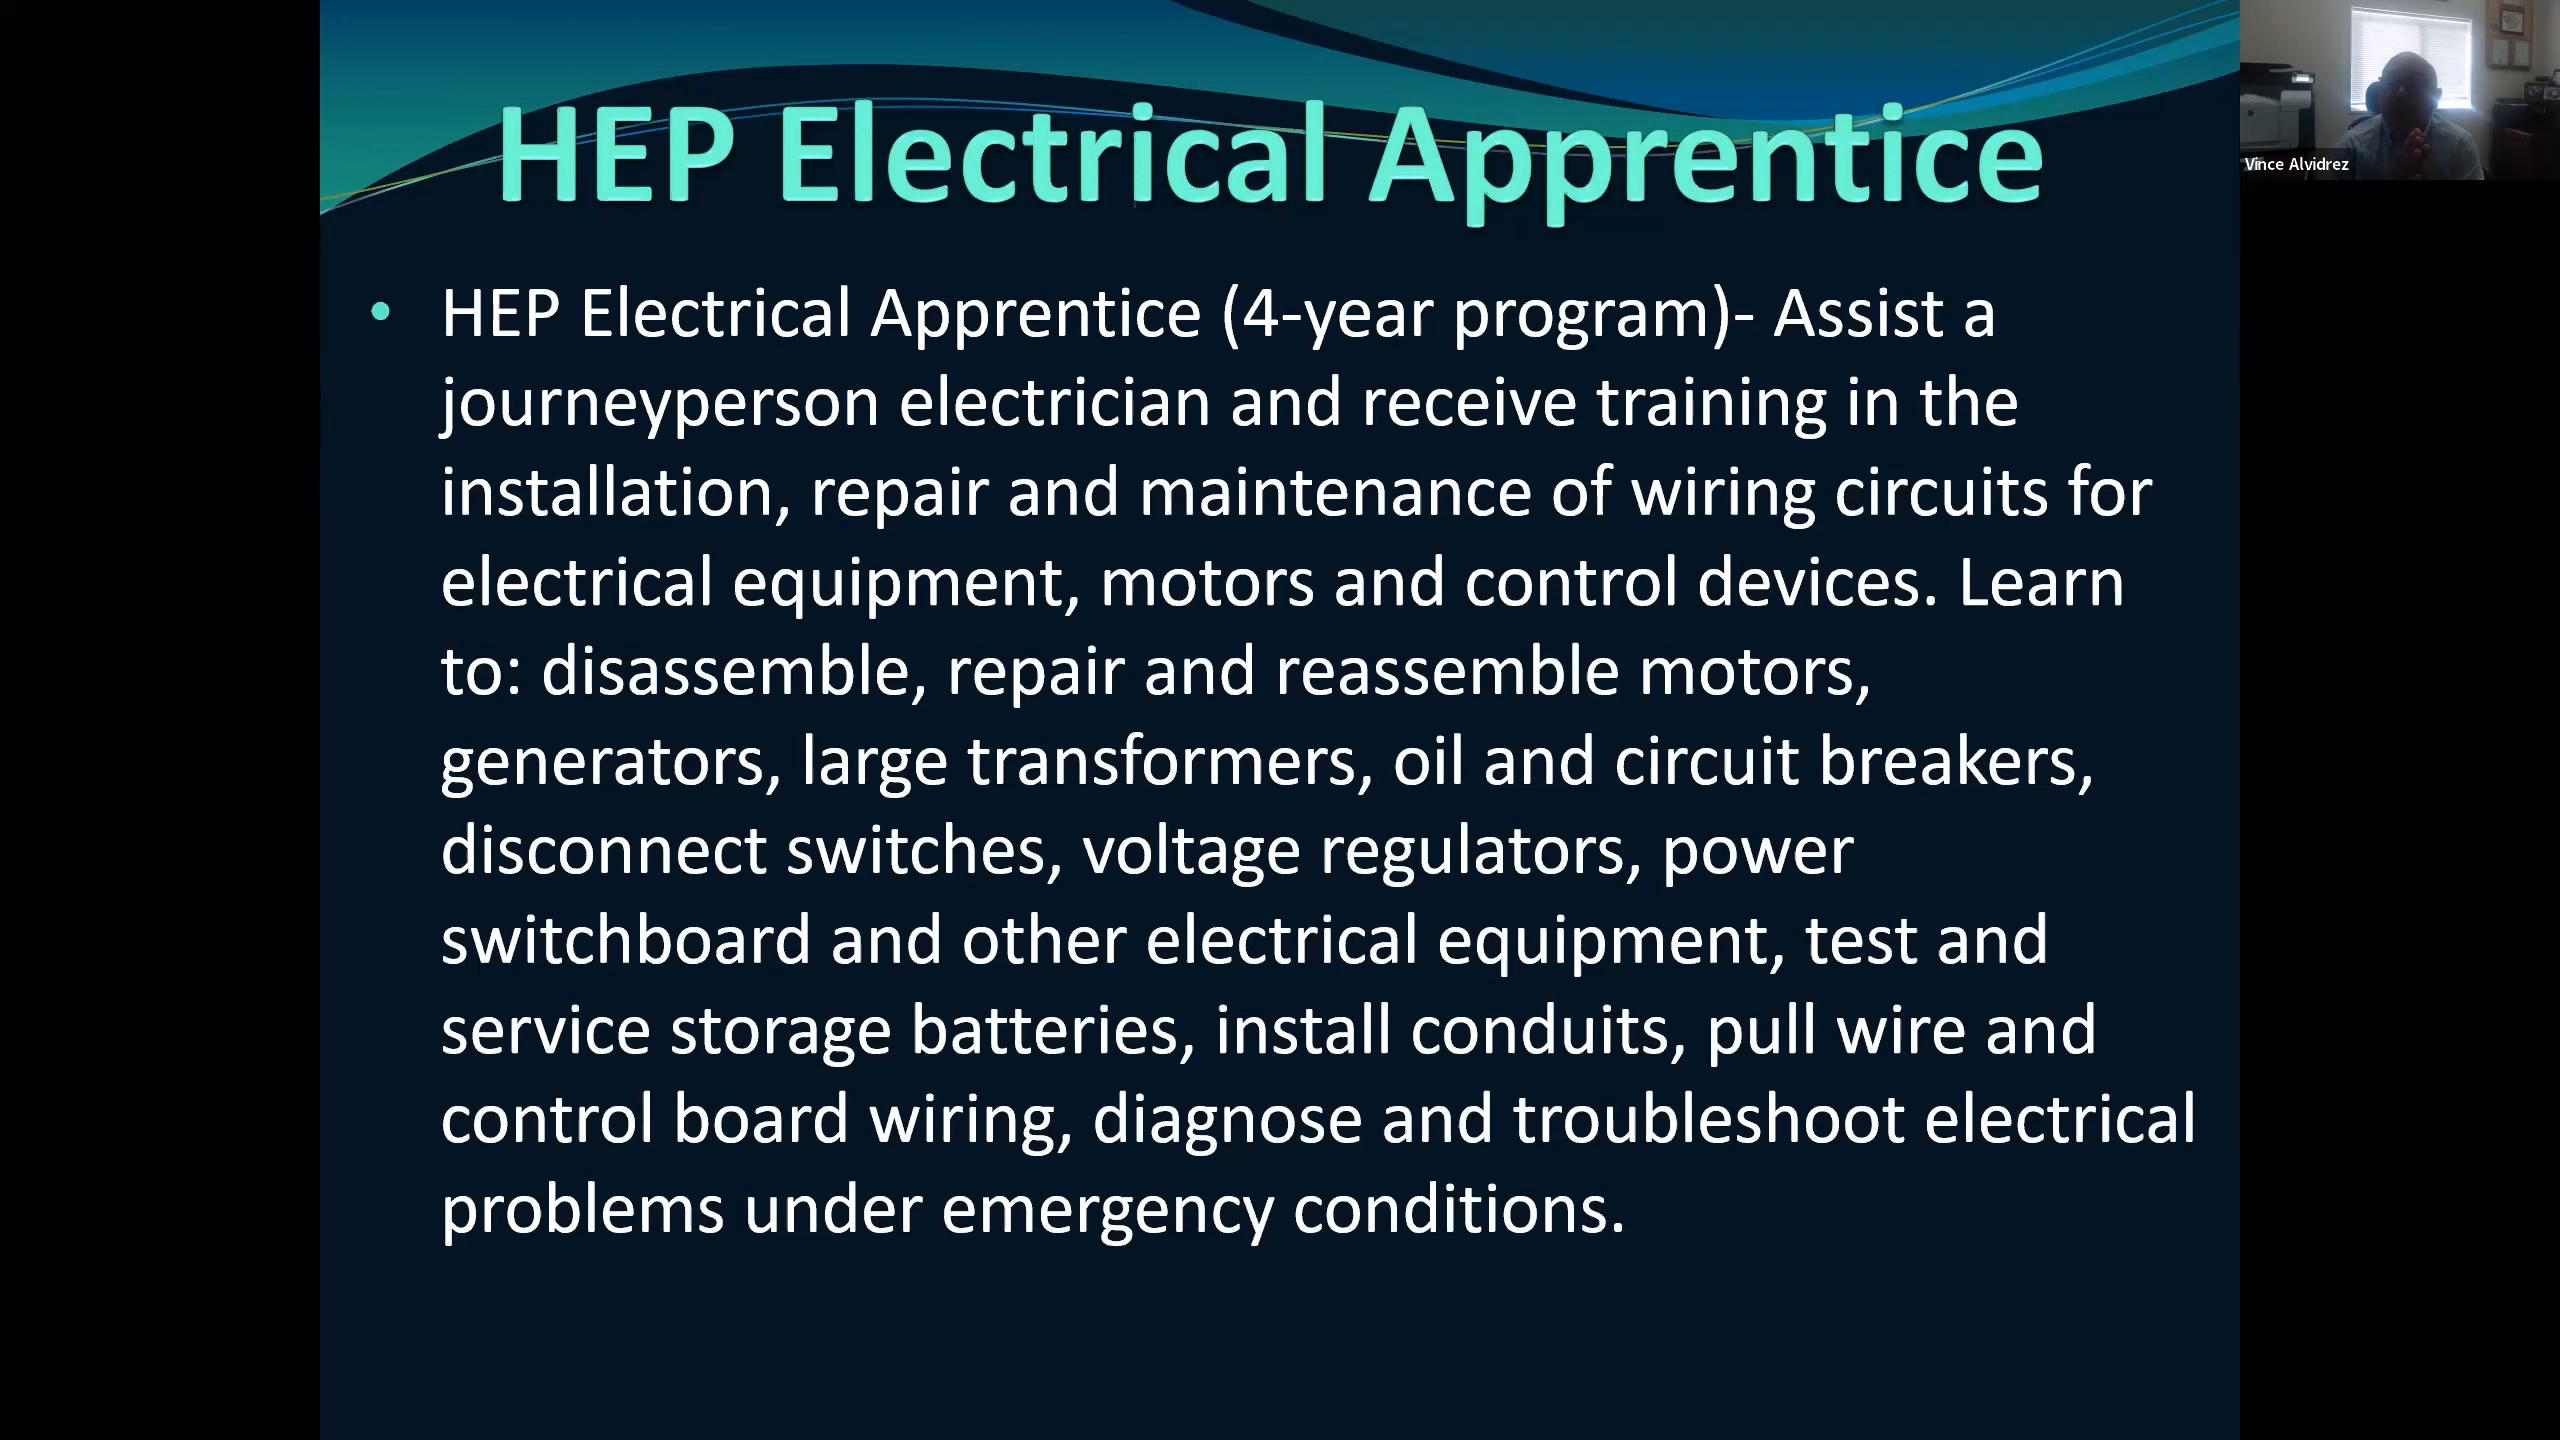 HEP Electrical Apprentice
Vince Alvidrez
• HEP Electrical Apprentice (4-year program)- Assist a
journeyperson electrician and receive training in the
installation, repair and maintenance of wiring circuits for
electrical equipment, motors and control devices. Learn
to: disassemble, repair and reassemble motors,
generators, large transformers, oil and circuit breakers,
disconnect switches, voltage regulators, power
switchboard and other electrical equipment, test and
service storage batteries, install conduits, pull wire and
control board wiring, diagnose and troubleshoot electrical
problems under emergency conditions.